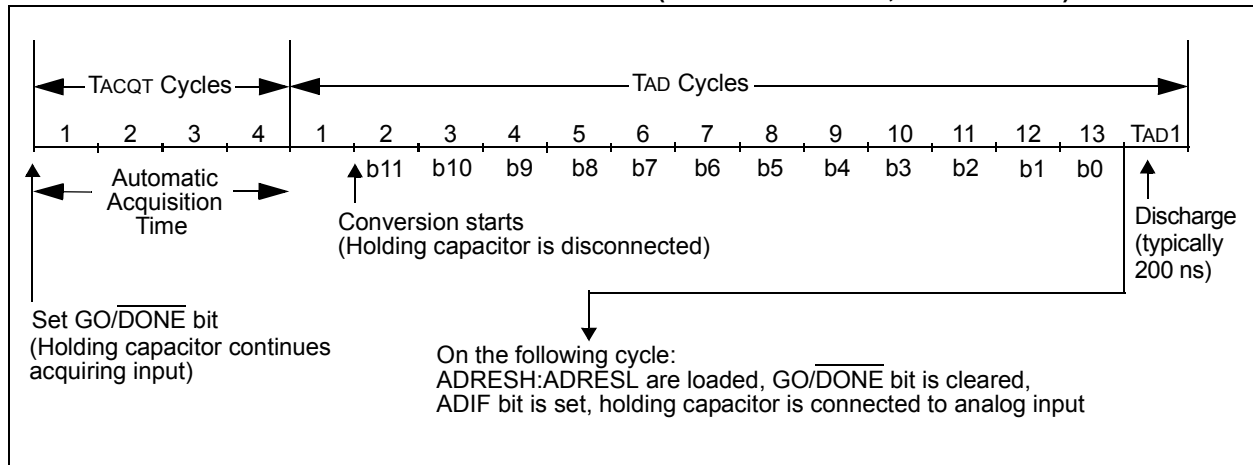 TACQT Cycles
TAD Cycles
1 2 3 4 1 2 3 4 5 6 7 8 9 10 11 12 13 TAD1
b11 b10 b9 b8 b7 b6 b5 b4 b3 b2 b1 b0
Automatic
Acquisition
Time
Conversion starts
(Holding capacitor is disconnected)
Discharge
(typically
200 ns)
Set GO/DONE bit
(Holding capacitor continues
acquiring input)
On the following cycle:
ADRESH:ADRESL are loaded, GO/DONE bit is cleared,
ADIF bit is set, holding capacitor is connected to analog input